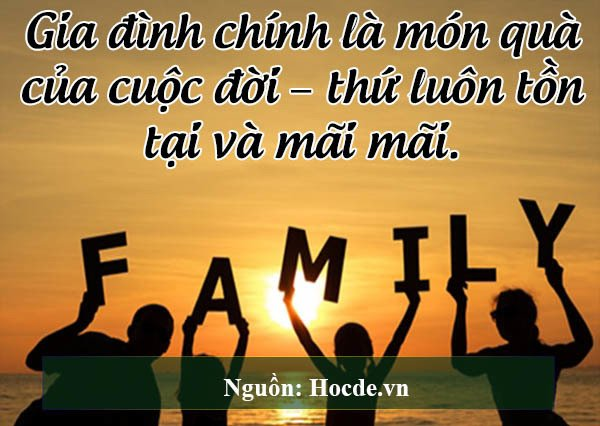 Gia đình chính là món quà
của cuộc đời – thứ luôn tồn
tại và mãi mãi.
FAMILY
Nguồn: Hocde.vn